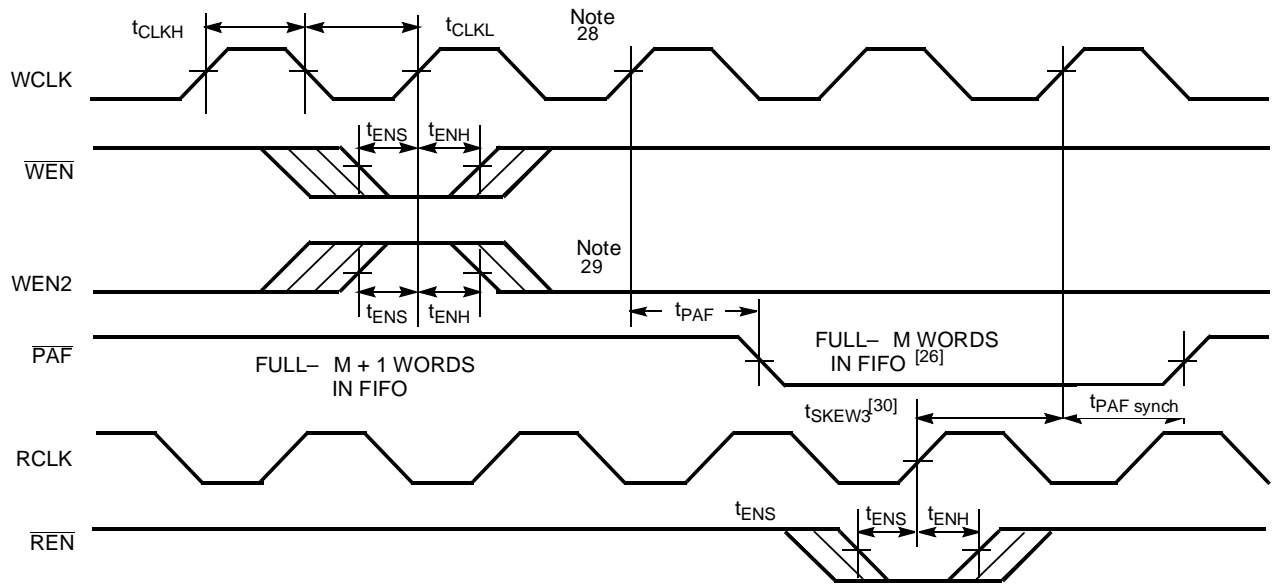 tCLKH
tCLKL
Note
28
WCLK
tENS
tENH
WEN
Note
29
WEN2
tENS
tENH
tPAF
PAF
FULL– M + 1 WORDS
IN FIFO
FULL– M WORDS
IN FIFO [26]
tSKEW3[30]
tPAF synch
RCLK
tENS
tENS
tENH
REN